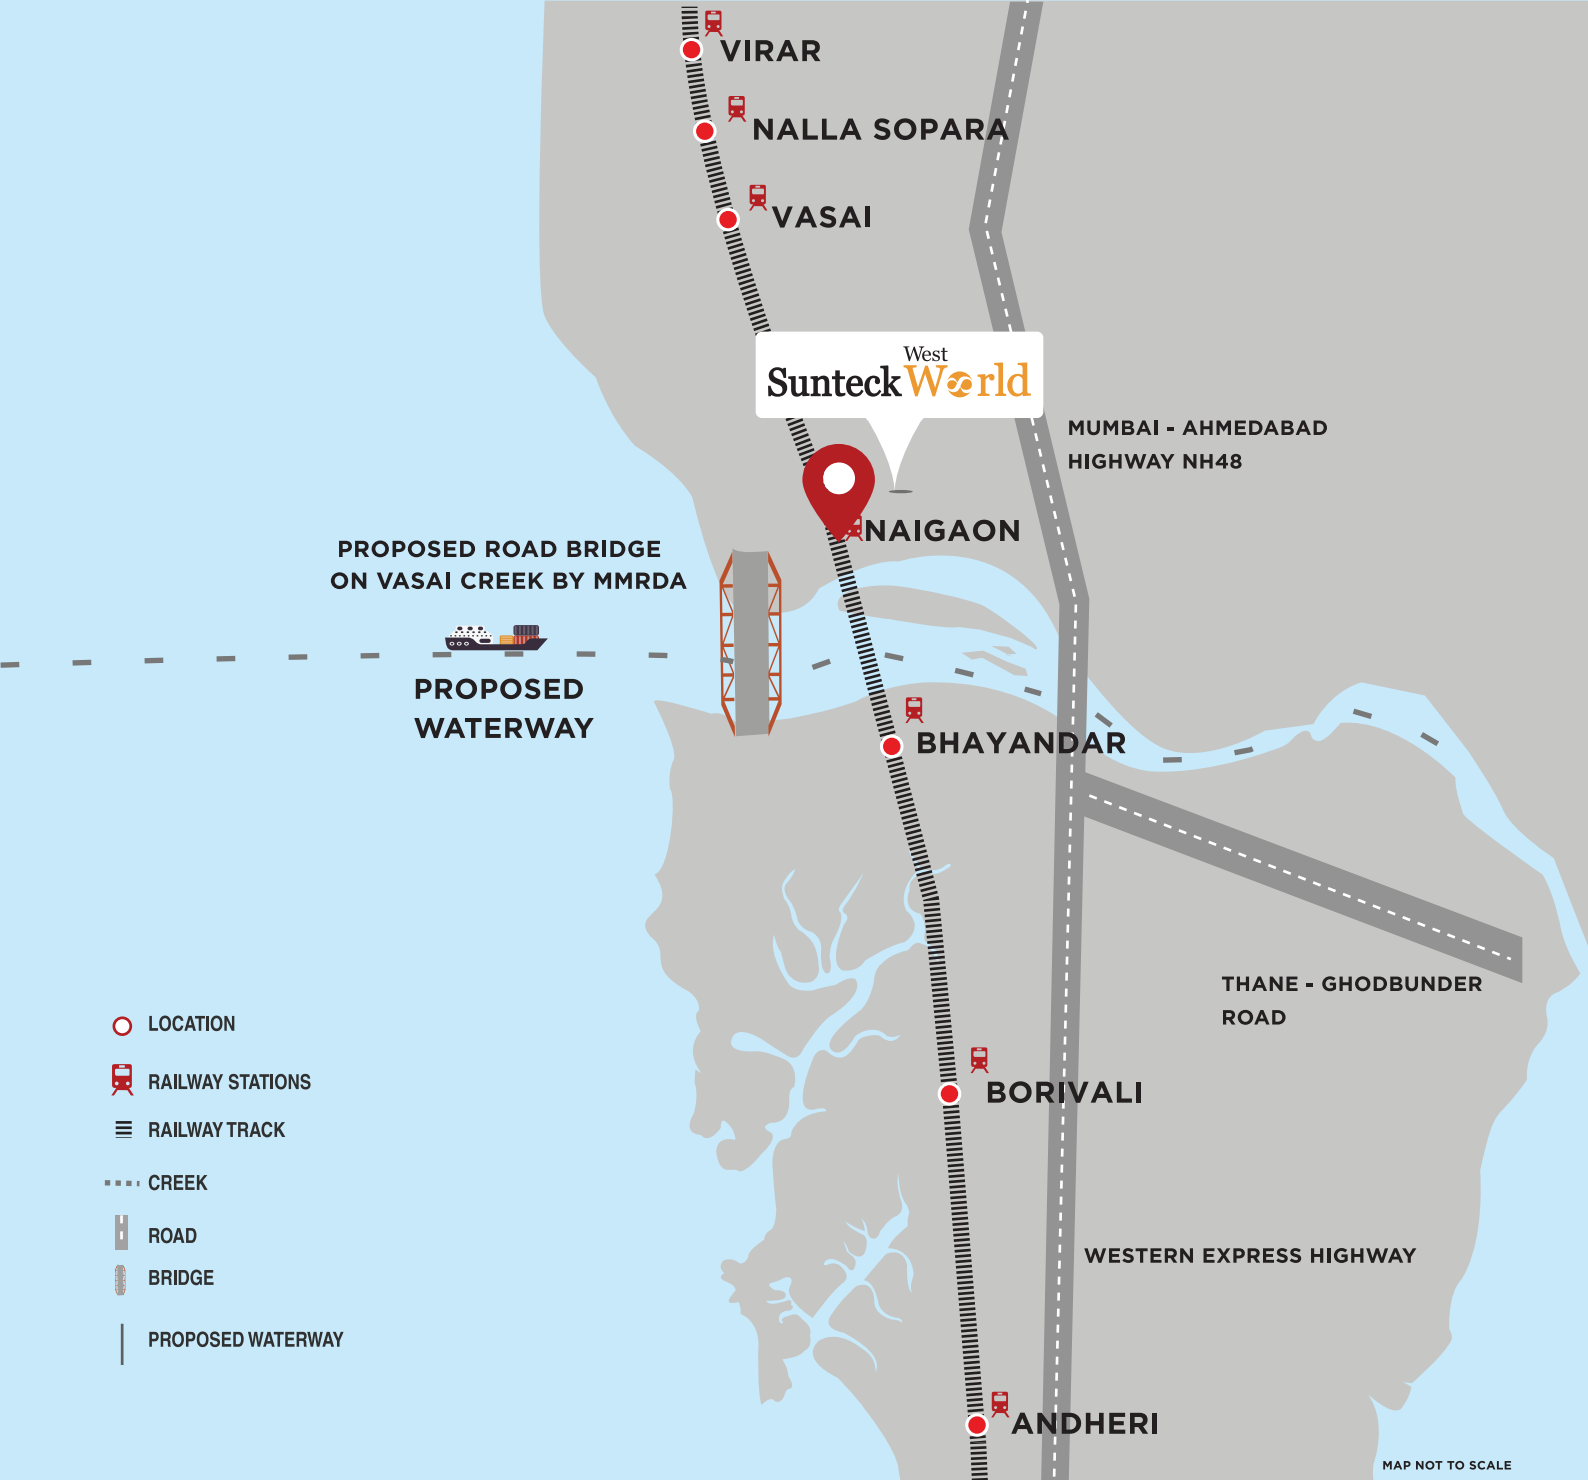 VIRAR
NALLA SOPARA
VASAI
West
Sunteck World
MUMBAI - AHMEDABAD
HIGHWAY NH48
NAIGAON
PROPOSED ROAD BRIDGE
ON VASAI CREEK BY MMRDA
PROPOSED
WATERWAY
BHAYANDAR
THANE - GHODBUNDER
ROAD
LOCATION
RAILWAY STATIONS
RAILWAY TRACK
CREEK
ROAD
BRIDGE
PROPOSED WATERWAY
BORIVALI
WESTERN EXPRESS HIGHWAY
ANDHERI
MAP NOT TO SCALE